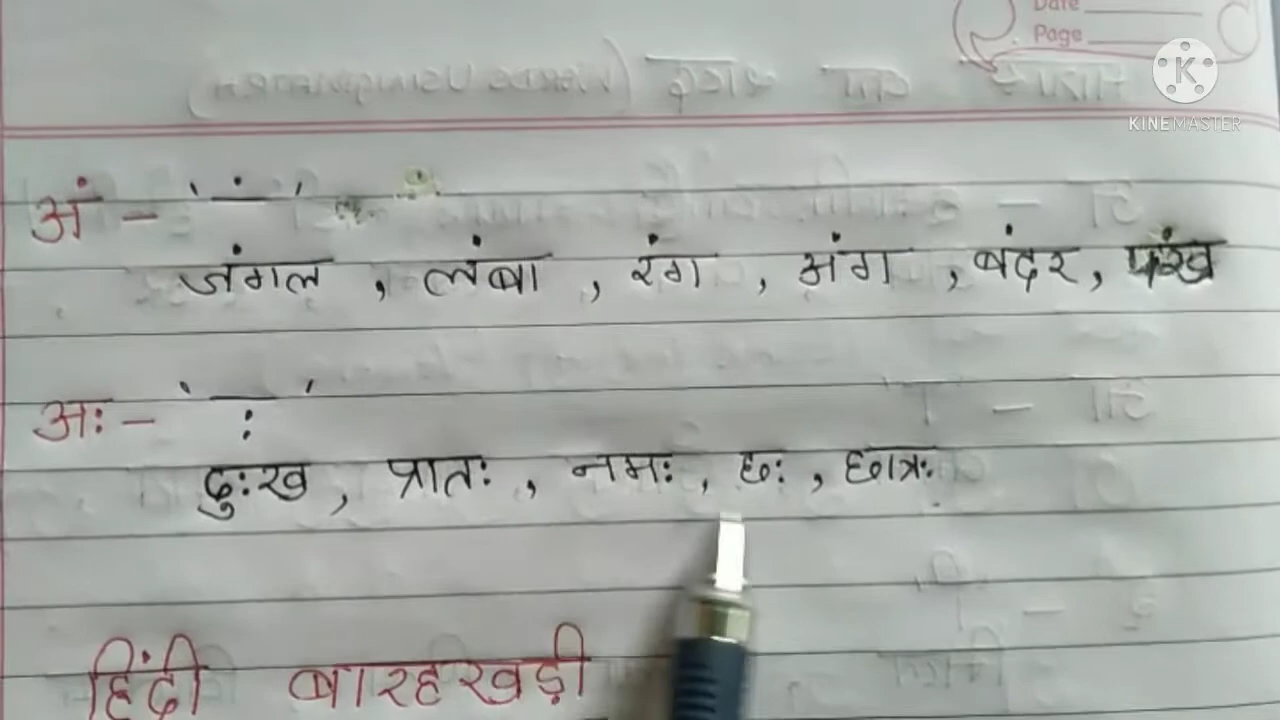 Date
Page
KINEMASTER
अं - ' ं '
जंगल , लंबा , रंग , अंग , बंदर, पंख
अः - ' : '
दुःख , प्रातः , नमः , छः , छात्रः
हिंदी बारहखड़ी